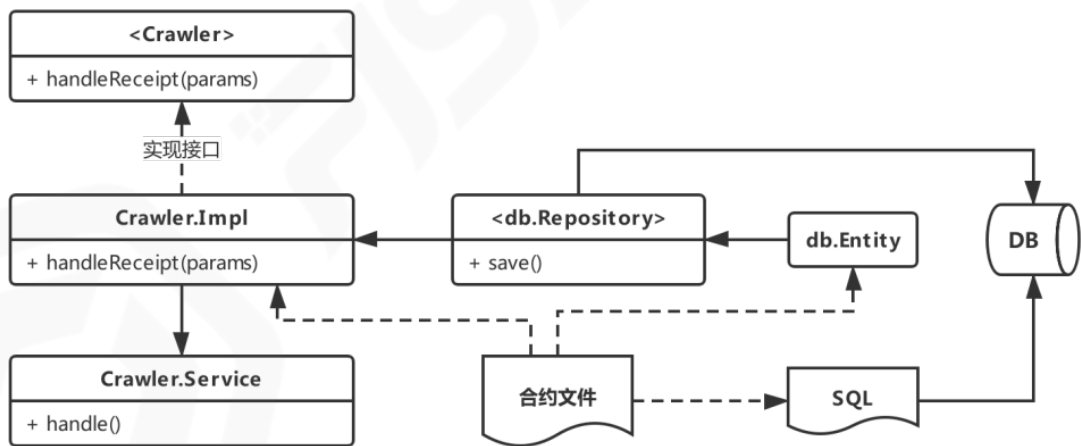 <Crawler>
+ handleReceipt(params)
实现接口
Crawler.Impl
+ handleReceipt(params)
<db.Repository>
+ save()
db.Entity
DB
Crawler.Service
+ handle()
合约文件
SQL